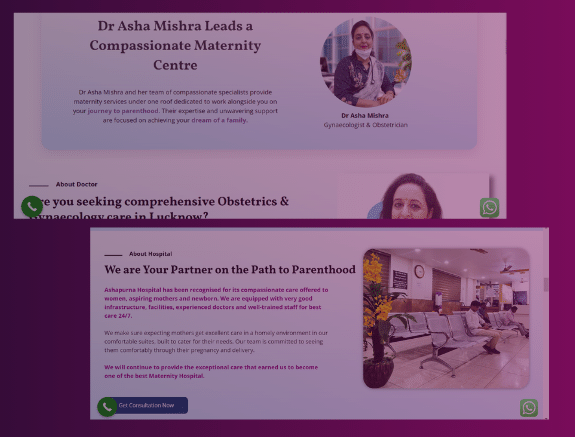 Dr Asha Mishra Leads a
Compassionate Maternity
Centre
Dr Asha Mishra and her team of compassionate specialists provide
maternity services under one roof dedicated to work alongside you on
your journey to parenthood. Their expertise and unwavering support
are focused on achieving your dream of a family.
Dr Asha Mishra
Gynaecologist & Obstetrician
About Doctor
re you seeking comprehensive Obstetrics &
Gynaecology care in Lucknow?
About Hospital
We are Your Partner on the Path to Parenthood
Ashapurna Hospital has been recognised for its compassionate care offered to
women, aspiring mothers and newborn. We are equipped with very good
infrastructure, facilities, experienced doctors and well-trained staff for best
care 24/7.
We make sure expecting mothers get excellent care in a homely environment in our
comfortable suites, built to cater for their needs. Our team is committed to seeing
them comfortably through their pregnancy and delivery.
We will continue to provide the exceptional care that earned us to become
one of the best Maternity Hospital.
Get Consultation Now